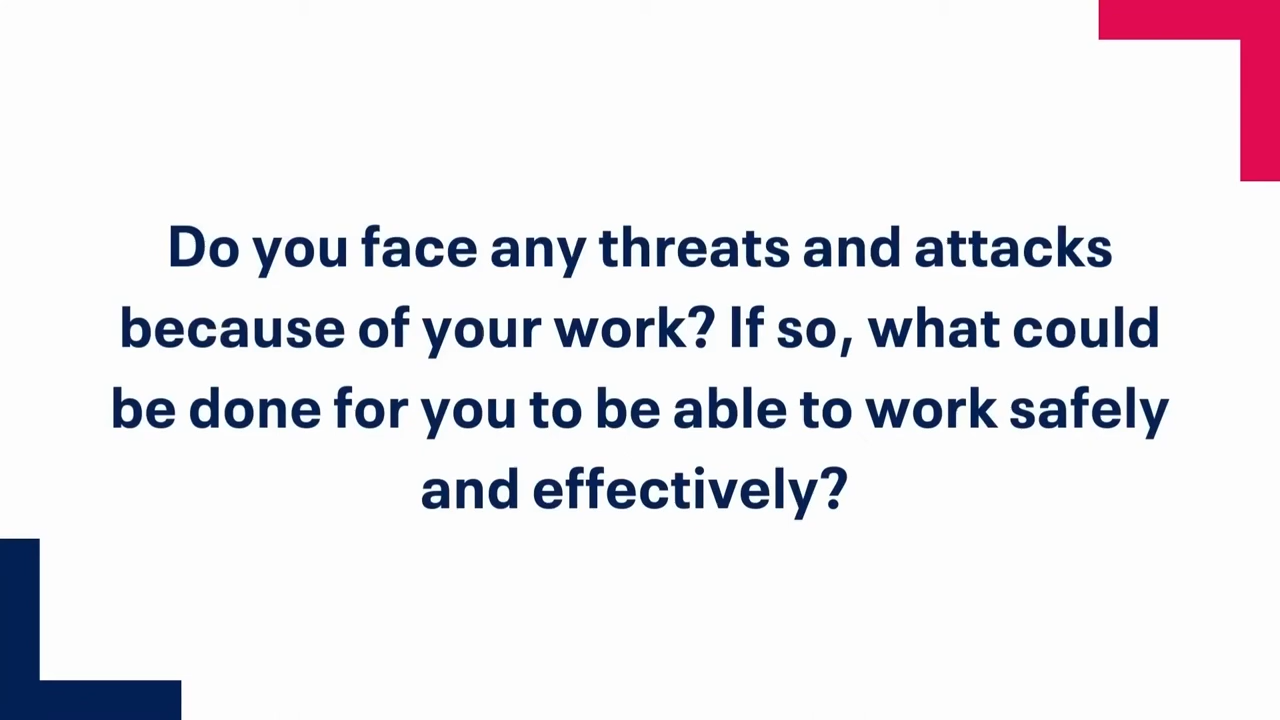 Do you face any threats and attacks
because of your work? If so, what could
be done for you to be able to work safely
and effectively?